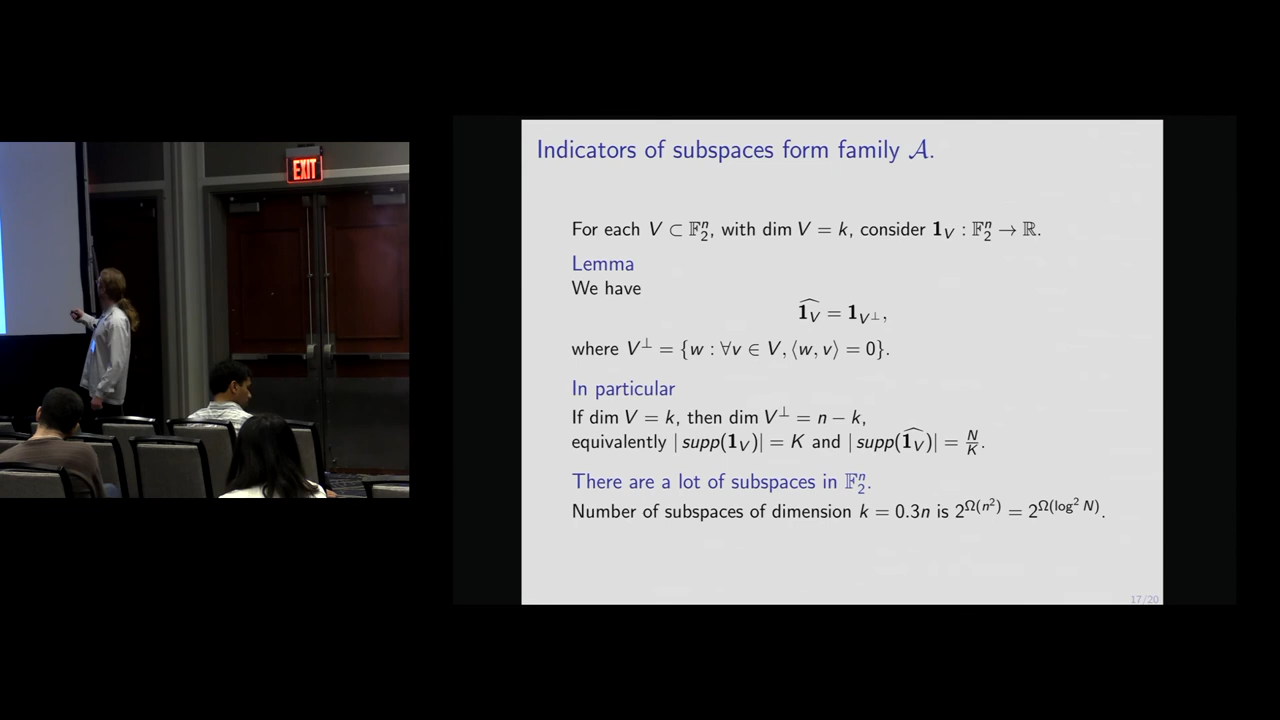 EXIT
Indicators of subspaces form family 𝒜.
For each V ⊂ 𝔽₂ⁿ, with dim V = k, consider 𝟏_V : 𝔽₂ⁿ → ℝ.
Lemma
We have
\widehat{𝟏_V} = 𝟏_{V^⊥},
where V^⊥ = {w : ∀v ∈ V, ⟨w, v⟩ = 0}.
In particular
If dim V = k, then dim V^⊥ = n − k,
equivalently | supp(𝟏_V)| = K and | supp(\widehat{𝟏_V})| = N/K.
There are a lot of subspaces in 𝔽₂ⁿ.
Number of subspaces of dimension k = 0.3n is 2^{Ω(n²)} = 2^{Ω(log² N)}.
17/20